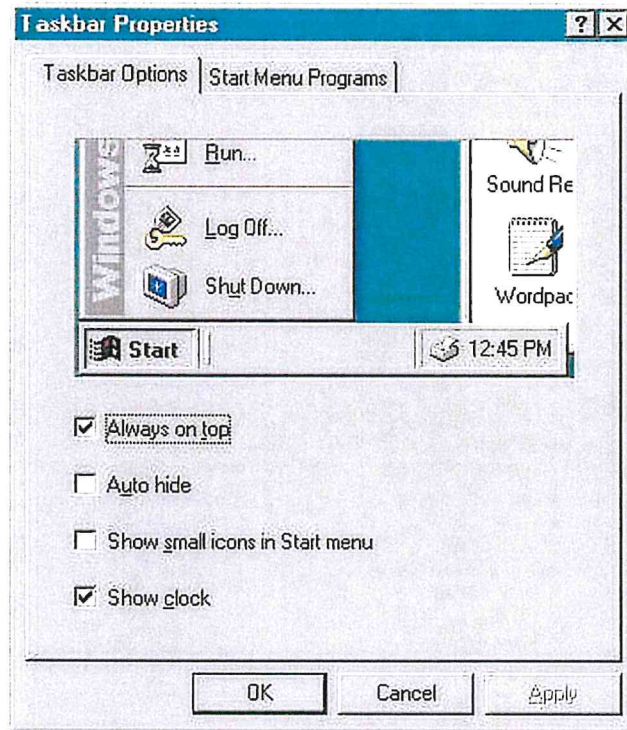 Taskbar Properties
Taskbar Options
Start Menu Programs
Windows
Run...
Log Off...
Shut Down...
Sound Re
Wordpac
Start
12:45 PM
Always on top
Auto hide
Show small icons in Start menu
Show clock
OK
Cancel
Apply